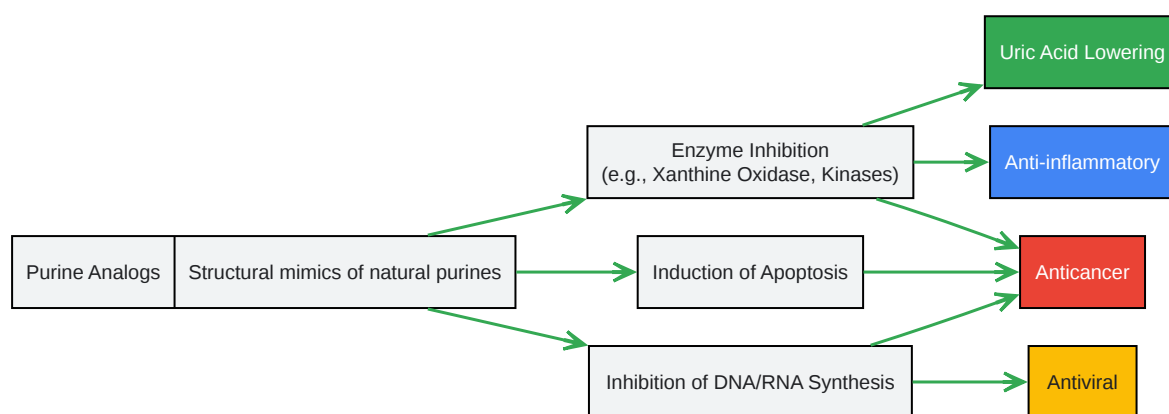 Uric Acid Lowering
Enzyme Inhibition
(e.g., Xanthine Oxidase, Kinases)
Anti-inflammatory
Purine Analogs
Structural mimics of natural purines
Induction of Apoptosis
Anticancer
Inhibition of DNA/RNA Synthesis
Antiviral